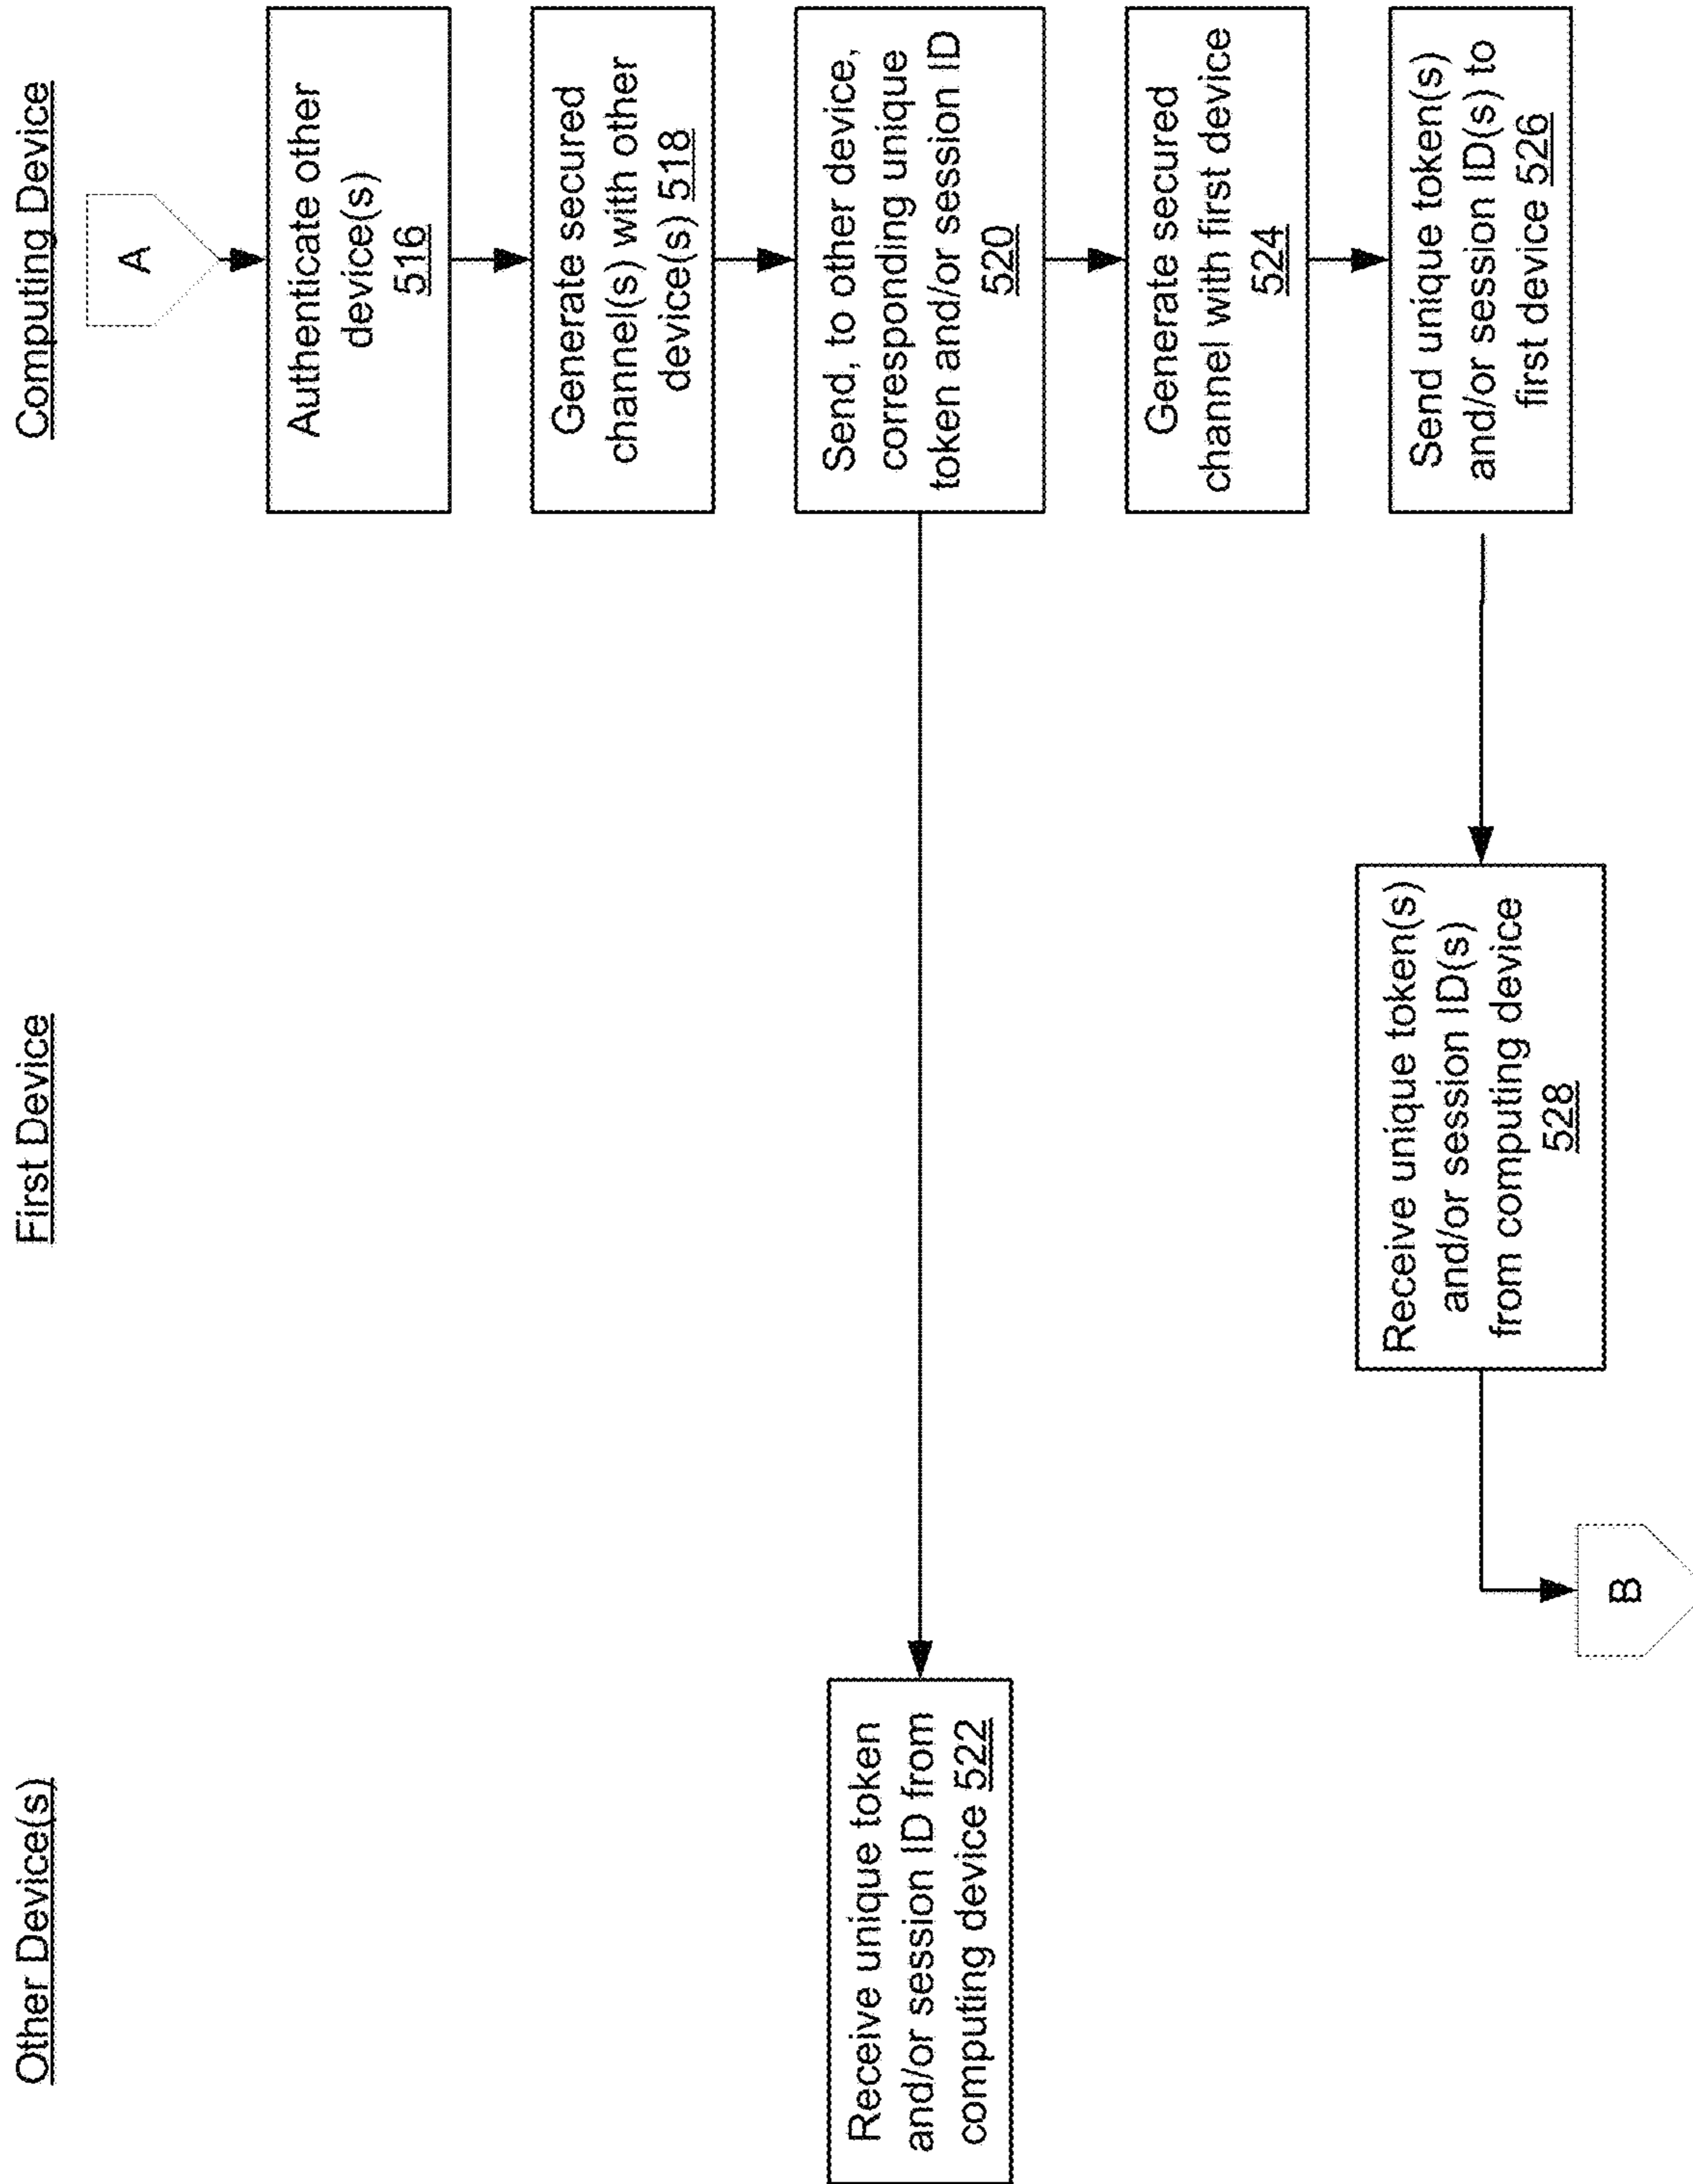 Other Device(s)
First Device
Computing Device
A
Authenticate other
device(s)
516
Generate secured
channel(s) with other
device(s) 518
Send, to other device,
corresponding unique
token and/or session ID
520
Receive unique token
and/or session ID from
computing device 522
Generate secured
channel with first device
524
Send unique token(s)
and/or session ID(s) to
first device 526
Receive unique token(s)
and/or session ID(s)
from computing device
528
B